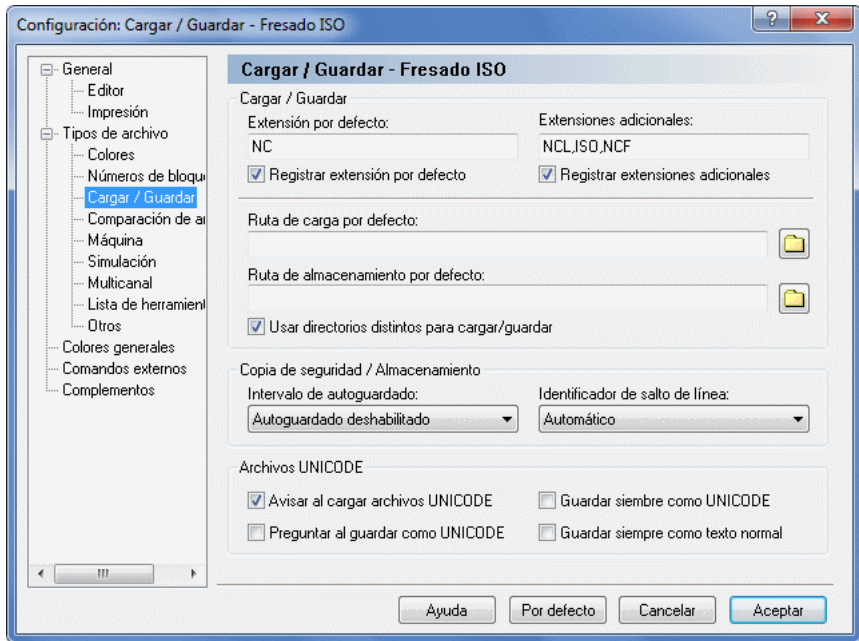 Configuración: Cargar / Guardar - Fresado ISO
General
Editor
Impresión
Tipos de archivo
Colores
Números de bloqu
Cargar / Guardar
Comparación de a
Máquina
Simulación
Multicanal
Lista de herramient
Otros
Colores generales
Comandos externos
Complementos
Cargar / Guardar - Fresado ISO
Cargar / Guardar
Extensión por defecto:
Extensiones adicionales:
NC
NCL,ISO,NCF
Registrar extensión por defecto
Registrar extensiones adicionales
Ruta de carga por defecto:
Ruta de almacenamiento por defecto:
Usar directorios distintos para cargar/guardar
Copia de seguridad / Almacenamiento
Intervalo de autoguardado:
Identificador de salto de línea:
Autoguardado deshabilitado
Automático
Archivos UNICODE
Avisar al cargar archivos UNICODE
Guardar siembre como UNICODE
Preguntar al guardar como UNICODE
Guardar siempre como texto normal
Ayuda
Por defecto
Cancelar
Aceptar